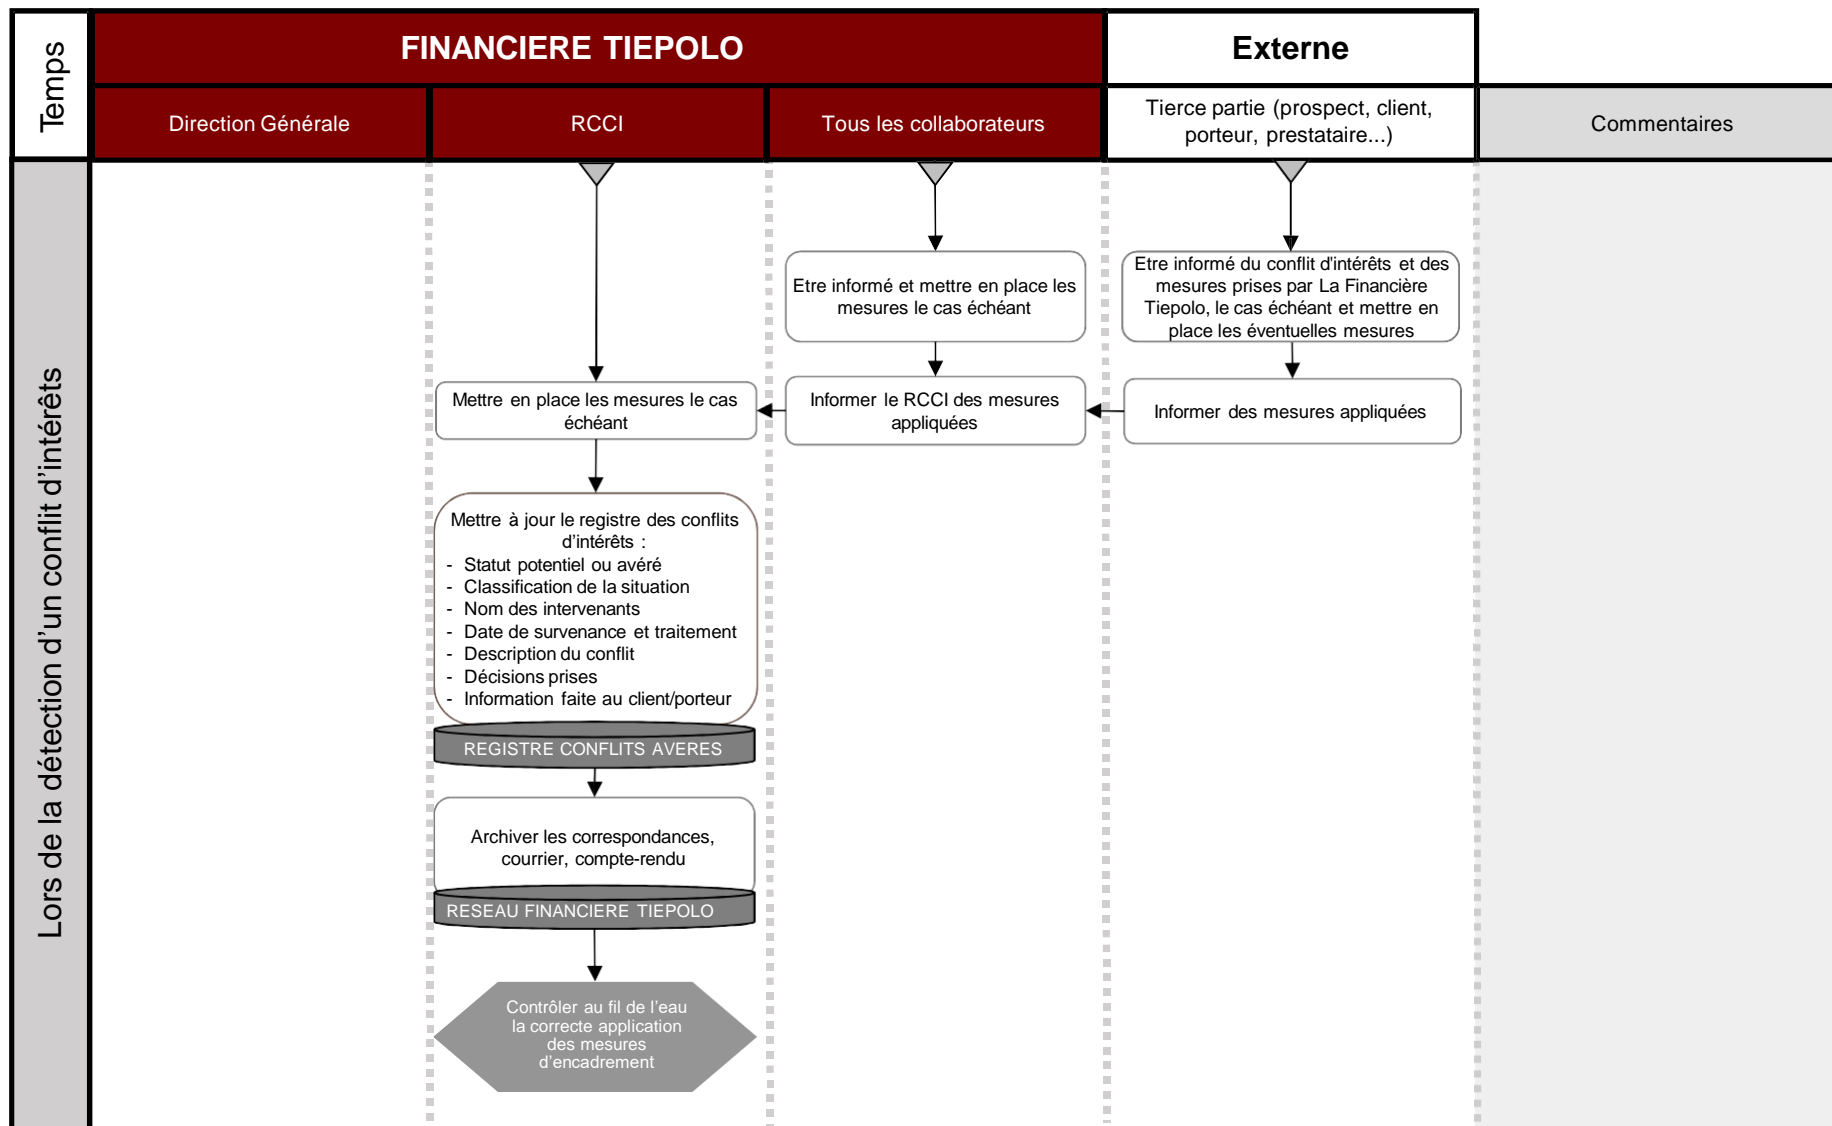 Temps
FINANCIERE TIEPOLO
Externe
Direction Générale
RCCI
Tous les collaborateurs
Tierce partie (prospect, client,
porteur, prestataire...)
Commentaires
Lors de la détection d'un conflit d'intérêts
Etre informé et mettre en place les
mesures le cas échéant
Etre informé du conflit d'intérêts et des
mesures prises par La Financière
Tiepolo, le cas échéant et mettre en
place les éventuelles mesures
Mettre en place les mesures le cas
échéant
Informer le RCCI des mesures
appliquées
Informer des mesures appliquées
Mettre à jour le registre des conflits
d'intérêts :
- Statut potentiel ou avéré
- Classification de la situation
- Nom des intervenants
- Date de survenance et traitement
- Description du conflit
- Décisions prises
- Information faite au client/porteur
REGISTRE CONFLITS AVERES
Archiver les correspondances,
courrier, compte-rendu
RESEAU FINANCIERE TIEPOLO
Contrôler au fil de l'eau
la correcte application
des mesures
d'encadrement